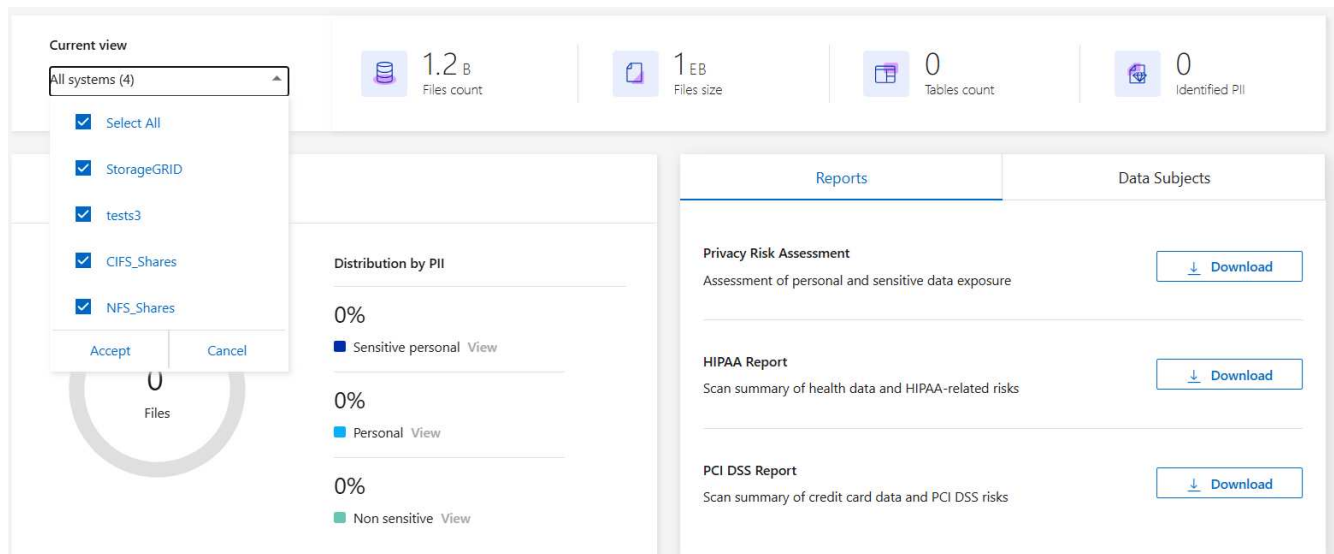 Current view
All systems (4)
Select All
StorageGRID
tests3
CIFS_Shares
NFS_Shares
Accept Cancel
1.2 B
Files count
1 EB
Files size
0
Tables count
0
Identified PII
0
Files
Distribution by PII
0%
Sensitive personal View
0%
Personal View
0%
Non sensitive View
Reports Data Subjects
Privacy Risk Assessment
Assessment of personal and sensitive data exposure
Download
HIPAA Report
Scan summary of health data and HIPAA-related risks
Download
PCI DSS Report
Scan summary of credit card data and PCI DSS risks
Download